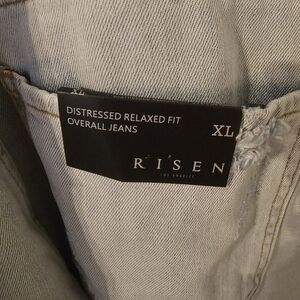 XL
DISTRESSED RELAXED FIT
OVERALL JEANS
XL
RISEN
LOS ANGELES